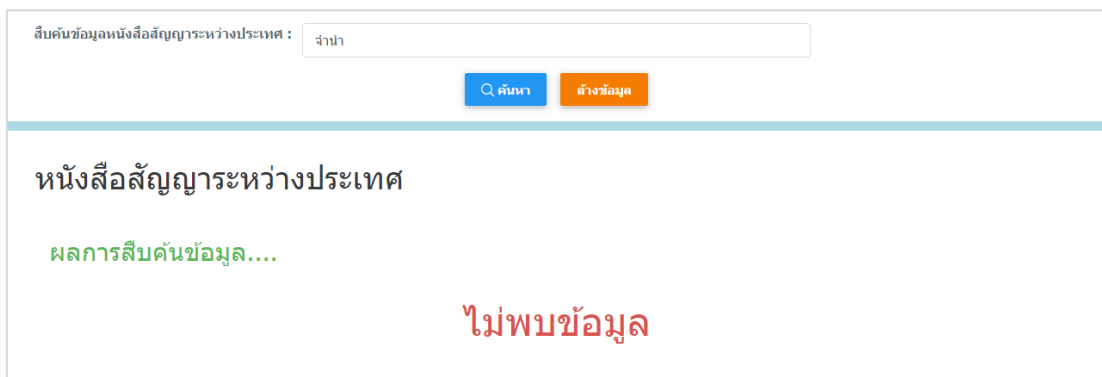 สืบค้นข้อมูลหนังสือสัญญาระหว่างประเทศ : จำนำ
ค้นหา ล้างข้อมูล
หนังสือสัญญาระหว่างประเทศ
ผลการสืบค้นข้อมูล....
ไม่พบข้อมูล